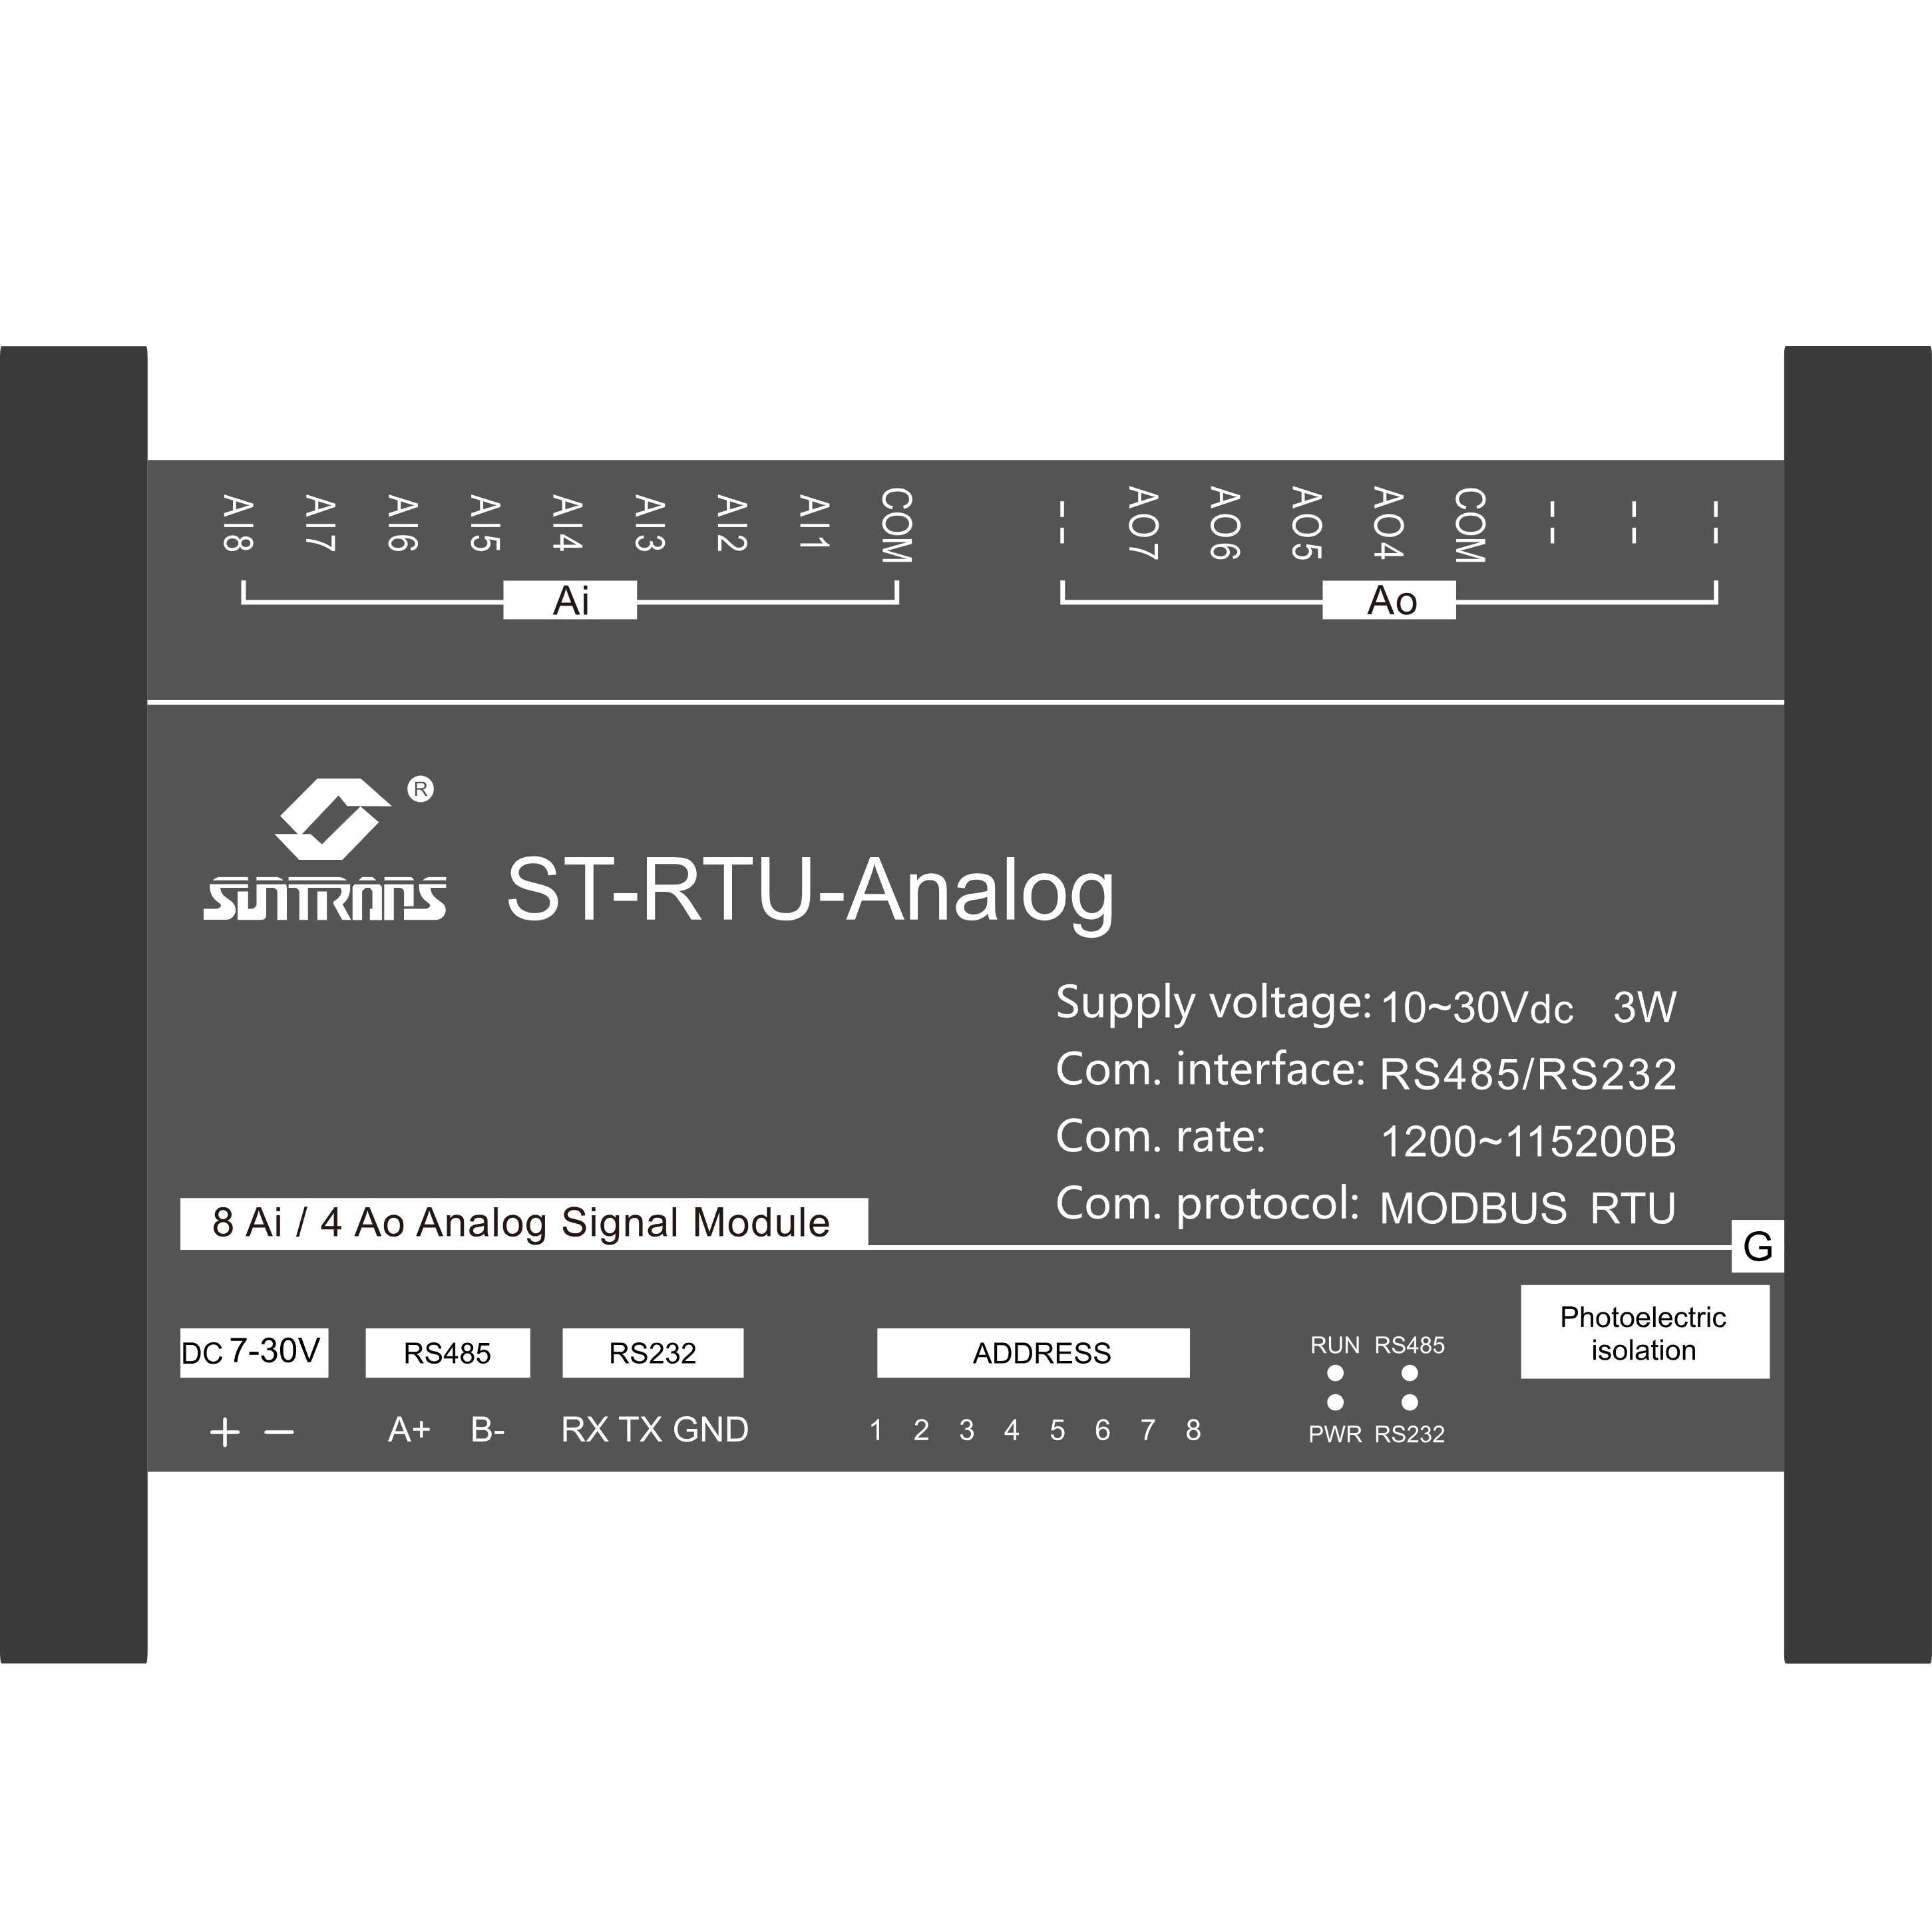 AI8 AI7 AI6 AI5 AI4 AI3 AI2 AI1 COM -- AO7 AO6 AO5 AO4 COM -- -- --
Ai Ao
®
ST-RTU-Analog
Supply voltage: 10~30Vdc 3W
Com. interface: RS485/RS232
Com. rate: 1200~115200B
Com. protocol: MODBUS RTU
8 Ai / 4 Ao Analog Signal Module
G
Photoelectric
isolation
DC 7-30V RS485 RS232 ADDRESS RUN RS485
+ — A+ B- RX TX GND 1 2 3 4 5 6 7 8 PWR RS232